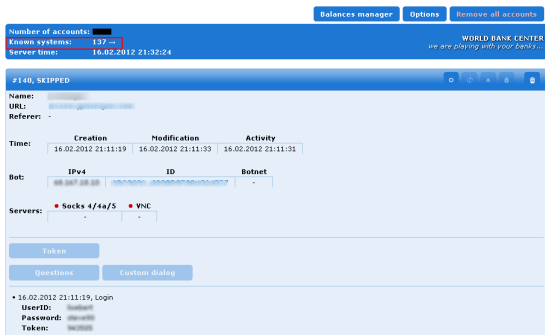 Balances manager Options Remove all accounts
Number of accounts:
Known systems: 137 →
Server time: 16.02.2012 21:32:24
WORLD BANK CENTER
we are playing with your banks...
#140, SKIPPED
Name:
URL:
Referer: -
Time: Creation Modification Activity
16.02.2012 21:11:19 16.02.2012 21:11:33 16.02.2012 21:11:31
Bot: IPv4 ID Botnet
-
Servers: • Socks 4/4a/5 • VNC
- -
Token
Questions Custom dialog
• 16.02.2012 21:11:19, Login
UserID:
Password:
Token: